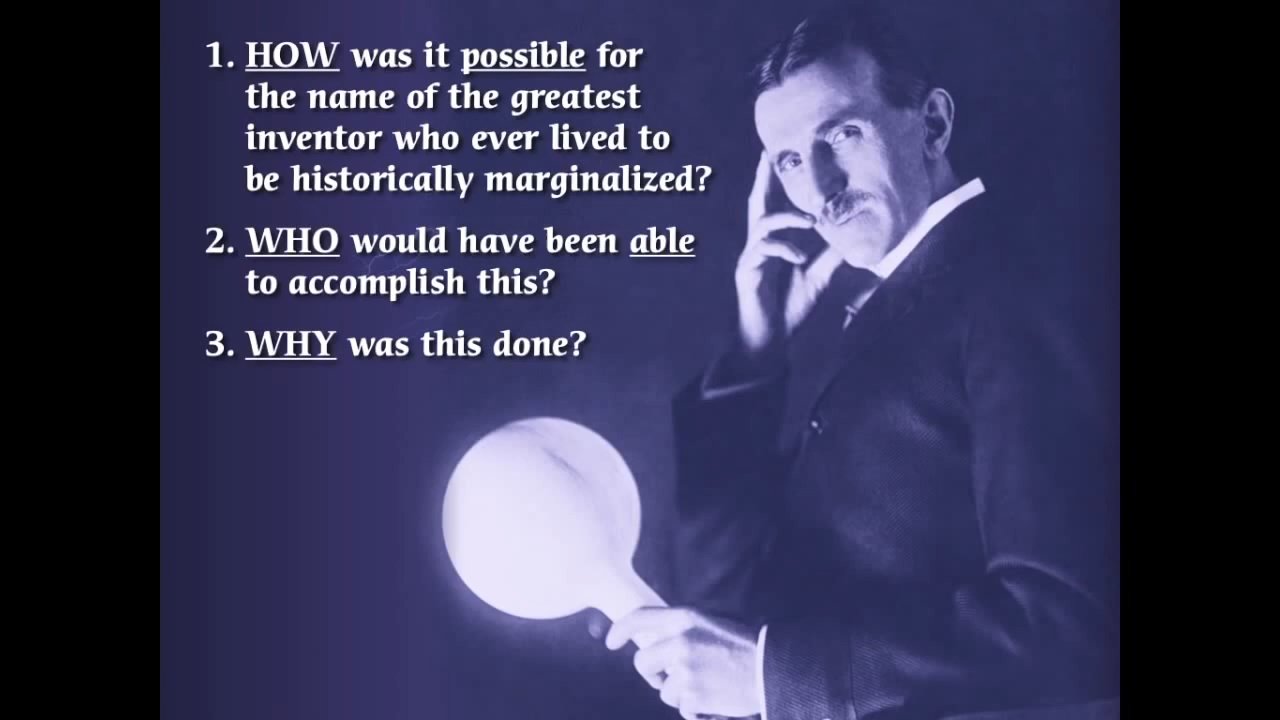 1. HOW was it possible for
the name of the greatest
inventor who ever lived to
be historically marginalized?
2. WHO would have been able
to accomplish this?
3. WHY was this done?